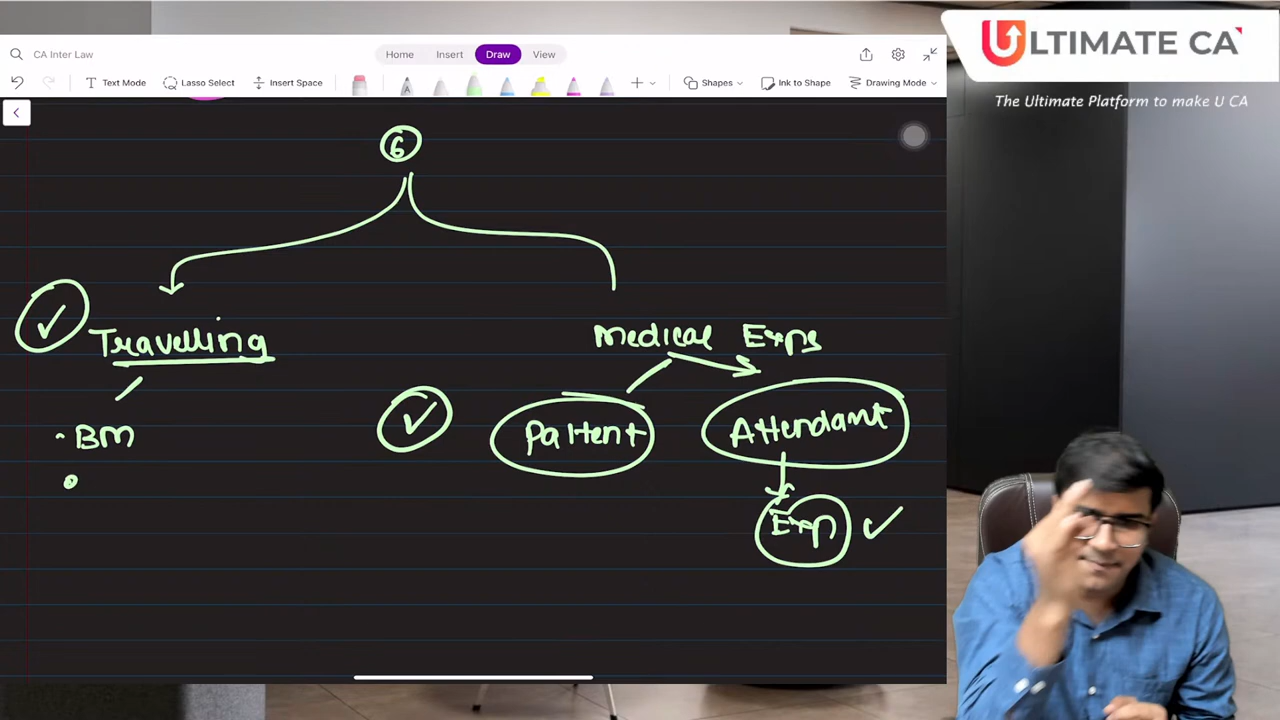 ULTIMATE CA
The Ultimate Platform to make U CA
CA Inter Law
Home Insert Draw View
Text Mode Lasso Select Insert Space Shapes Ink to Shape Drawing Mode
6
Travelling
Medical Exps
BM
Patient
Attendant
Exp